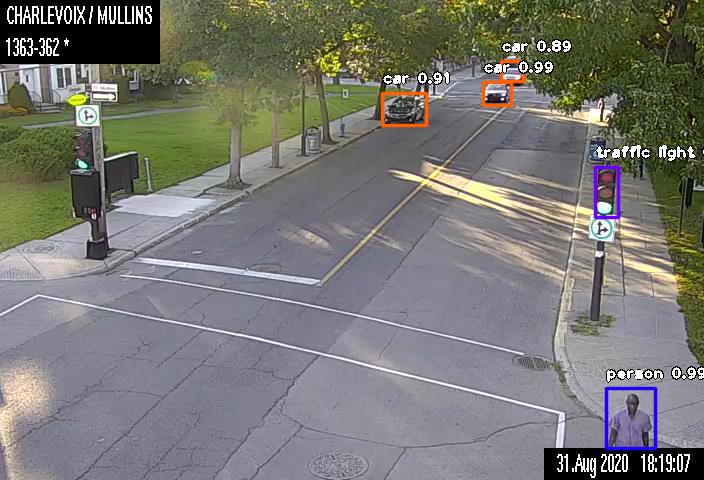 CHARLEVOIX / MULLINS
1363-362 *
car 0.89
car 0.99
car 0.91
traffic light
person 0.99
31.Aug 2020 18:19:07